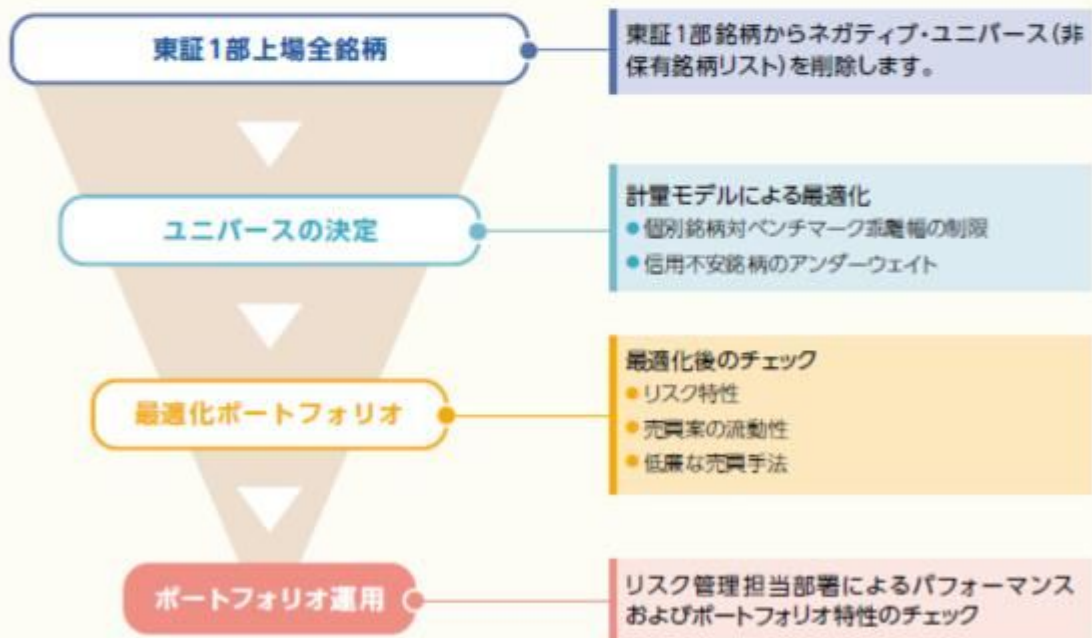 東証1部上場全銘柄
東証1部銘柄からネガティブ・ユニバース(非
保有銘柄リスト)を削除します。
ユニバースの決定
計量モデルによる最適化
●個別銘柄対ベンチマーク乖離幅の制限
●信用不安銘柄のアンダーウェイト
最適化ポートフォリオ
最適化後のチェック
●リスク特性
●売買案の流動性
●低廉な売買手法
ポートフォリオ運用
リスク管理担当部署によるパフォーマンス
およびポートフォリオ特性のチェック